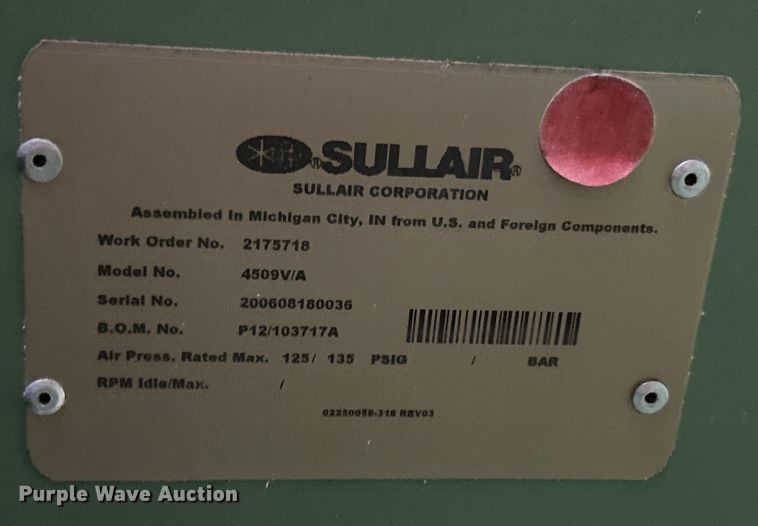 SULLAIR®
SULLAIR CORPORATION
Assembled In Michigan City, IN from U.S. and Foreign Components.
Work Order No. 2175718
Model No. 4509V/A
Serial No. 200608180036
B.O.M. No. P12/103717A
Air Press. Rated Max. 125/ 135 PSIG / BAR
RPM Idle/Max. /
02250059-318 REV03
Purple Wave Auction